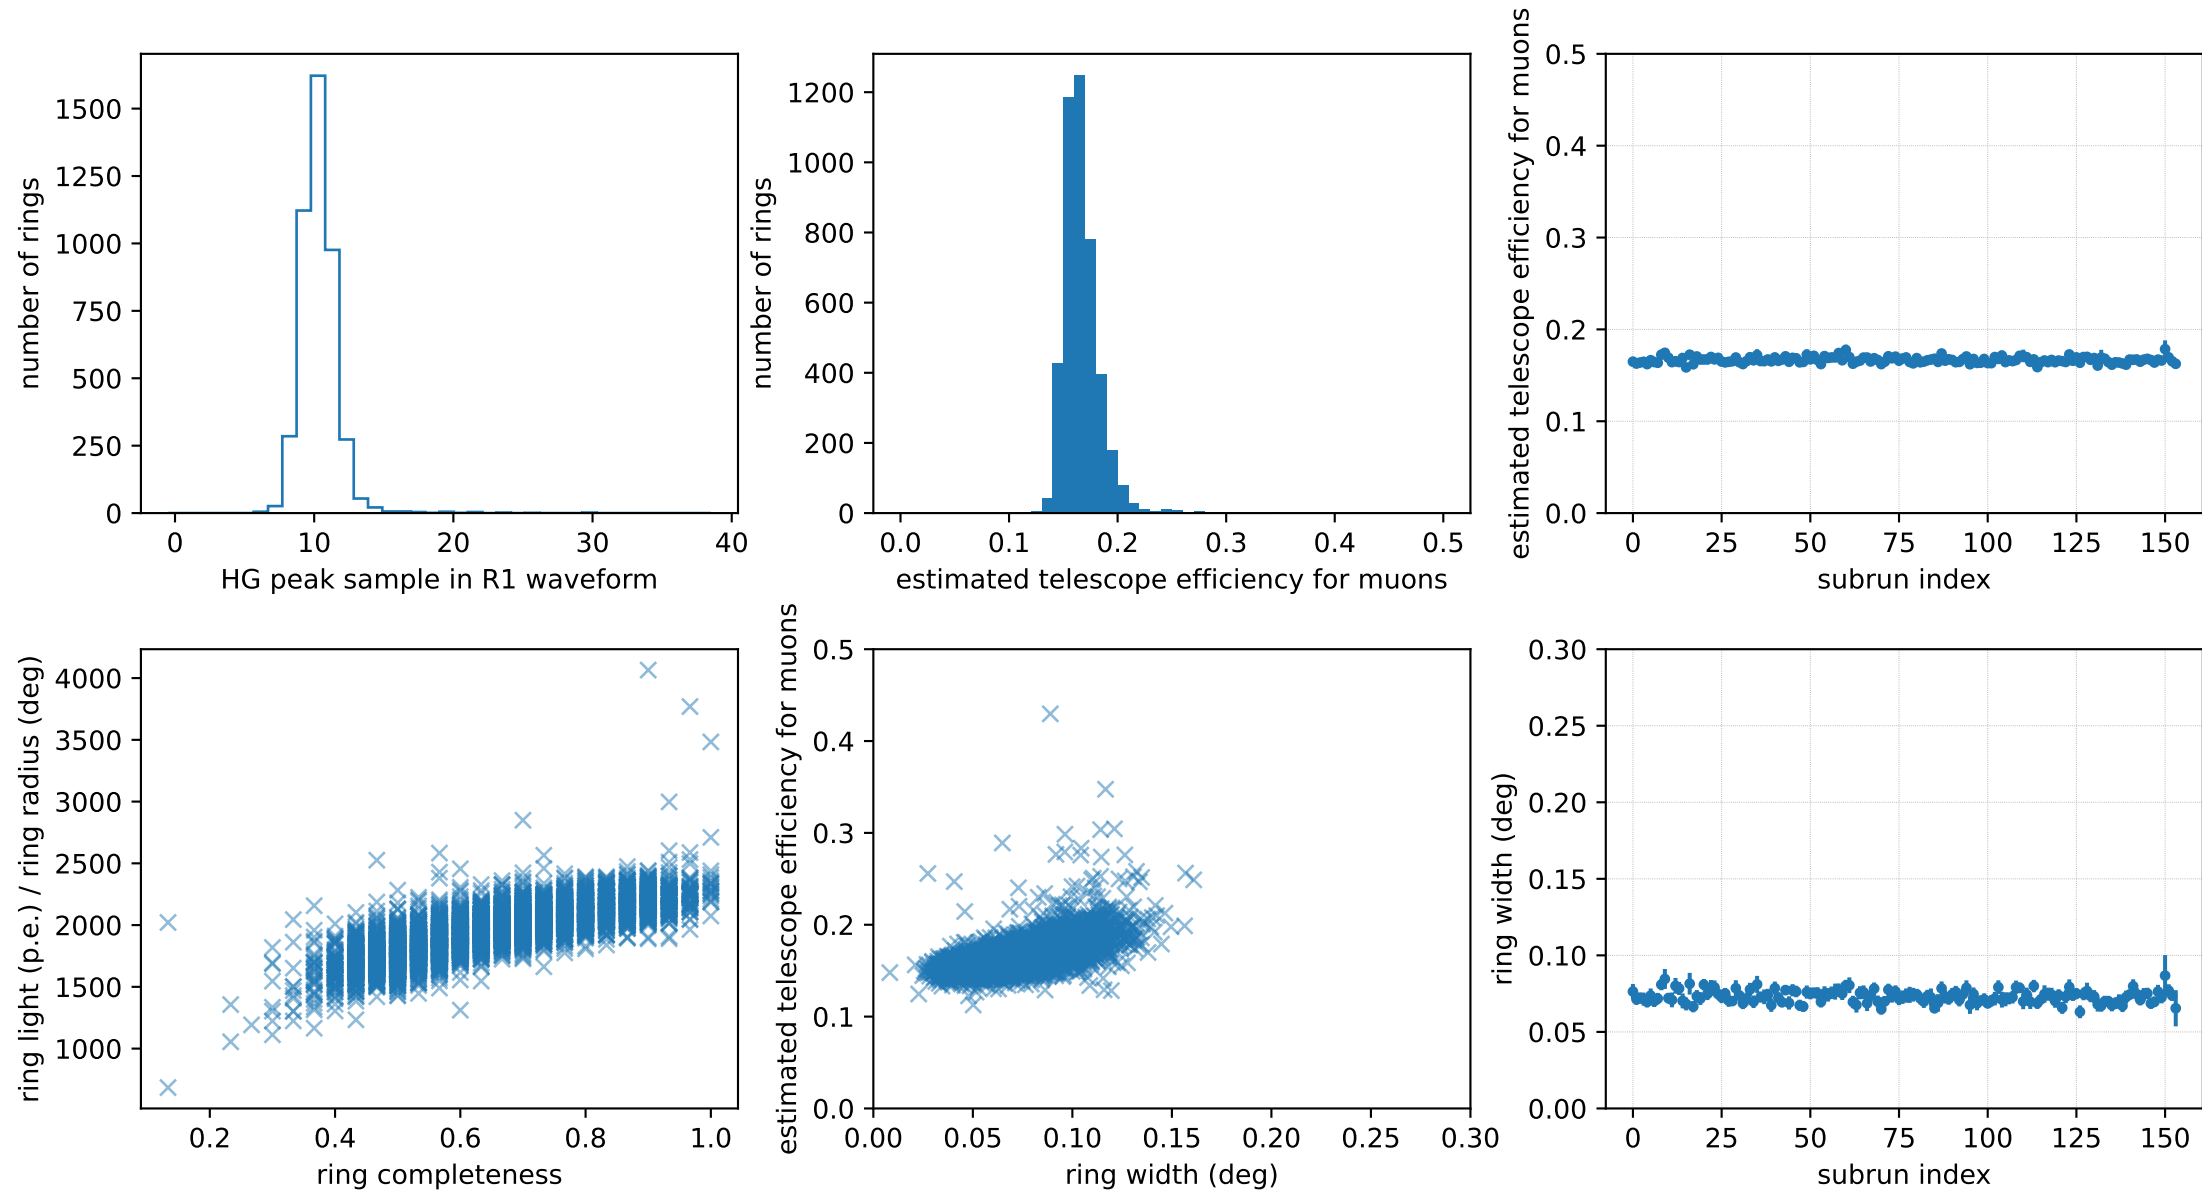 number of rings
1500
1250
1000
750
500
250
0
0 10 20 30 40
HG peak sample in R1 waveform
number of rings
1200
1000
800
600
400
200
0
0.0 0.1 0.2 0.3 0.4 0.5
estimated telescope efficiency for muons
estimated telescope efficiency for muons
0.5
0.4
0.3
0.2
0.1
0.0
0 25 50 75 100 125 150
subrun index
ring light (p.e.) / ring radius (deg)
4000
3500
3000
2500
2000
1500
1000
0.2 0.4 0.6 0.8 1.0
ring completeness
estimated telescope efficiency for muons
0.5
0.4
0.3
0.2
0.1
0.0
0.00 0.05 0.10 0.15 0.20 0.25 0.30
ring width (deg)
ring width (deg)
0.30
0.25
0.20
0.15
0.10
0.05
0.00
0 25 50 75 100 125 150
subrun index